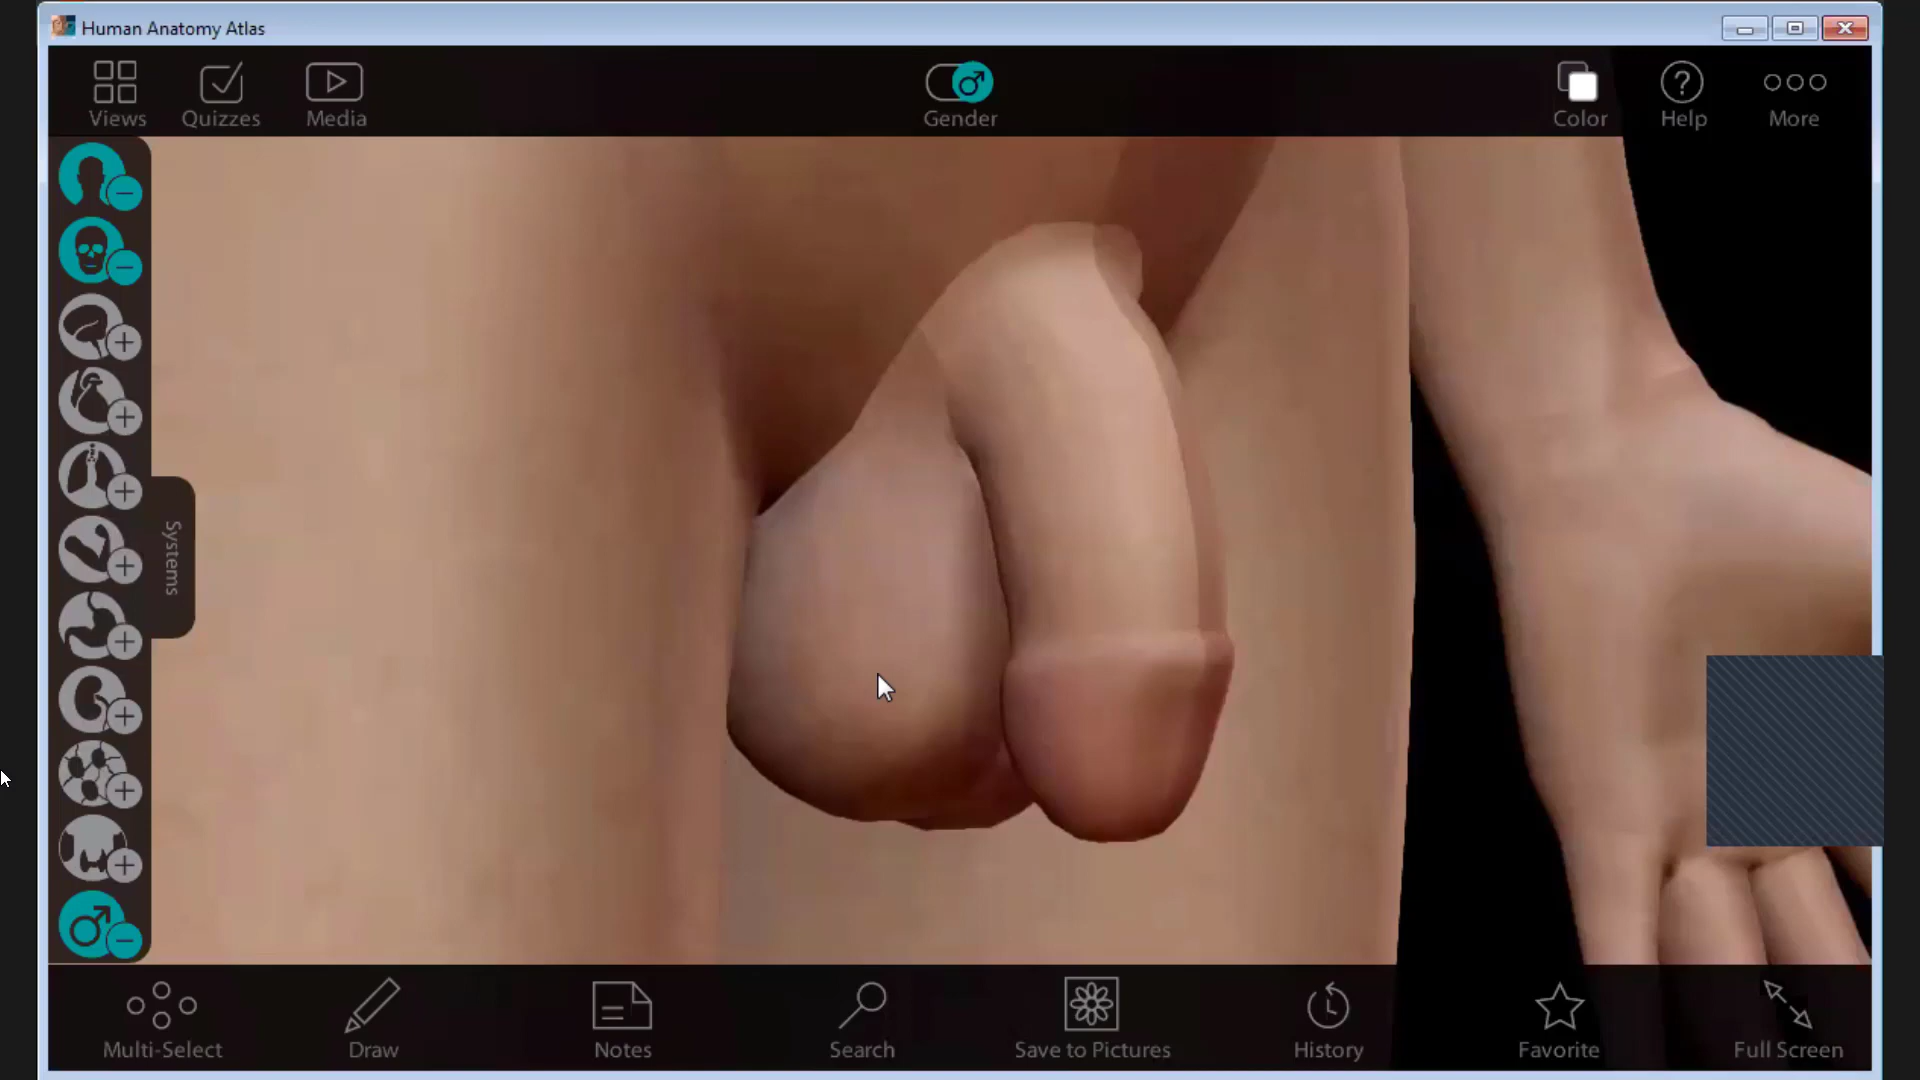 Human Anatomy Atlas
Views
Quizzes
Media
Gender
Color
Help
More
Systems
Multi-Select
Draw
Notes
Search
Save to Pictures
History
Favorite
Full Screen